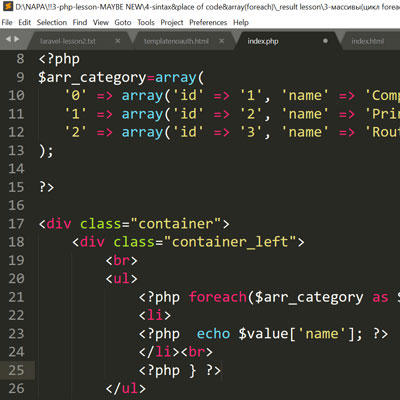 D:\NAPA\!!!3-php-lesson-MAYBE NEW\4-sintax&place of code&array(foreach)\_result lesson\3-массивы(цикл forea
File Edit Selection Find View Goto Tools Project Preferences Help
laravel-lesson2.txt × templatenoauth.html × index.php index.html
8 <?php
9 $arr_category=array(
10 '0' => array('id' => '1', 'name' => 'Comp
11 '1' => array('id' => '2', 'name' => 'Prin
12 '2' => array('id' => '3', 'name' => 'Rout
13 );
14
15 ?>
16
17 <div class="container">
18 <div class="container_left">
19 <br>
20 <ul>
21 <?php foreach($arr_category as $
22 <li>
23 <?php echo $value['name']; ?>
24 </li><br>
25 <?php } ?>
26 </ul>